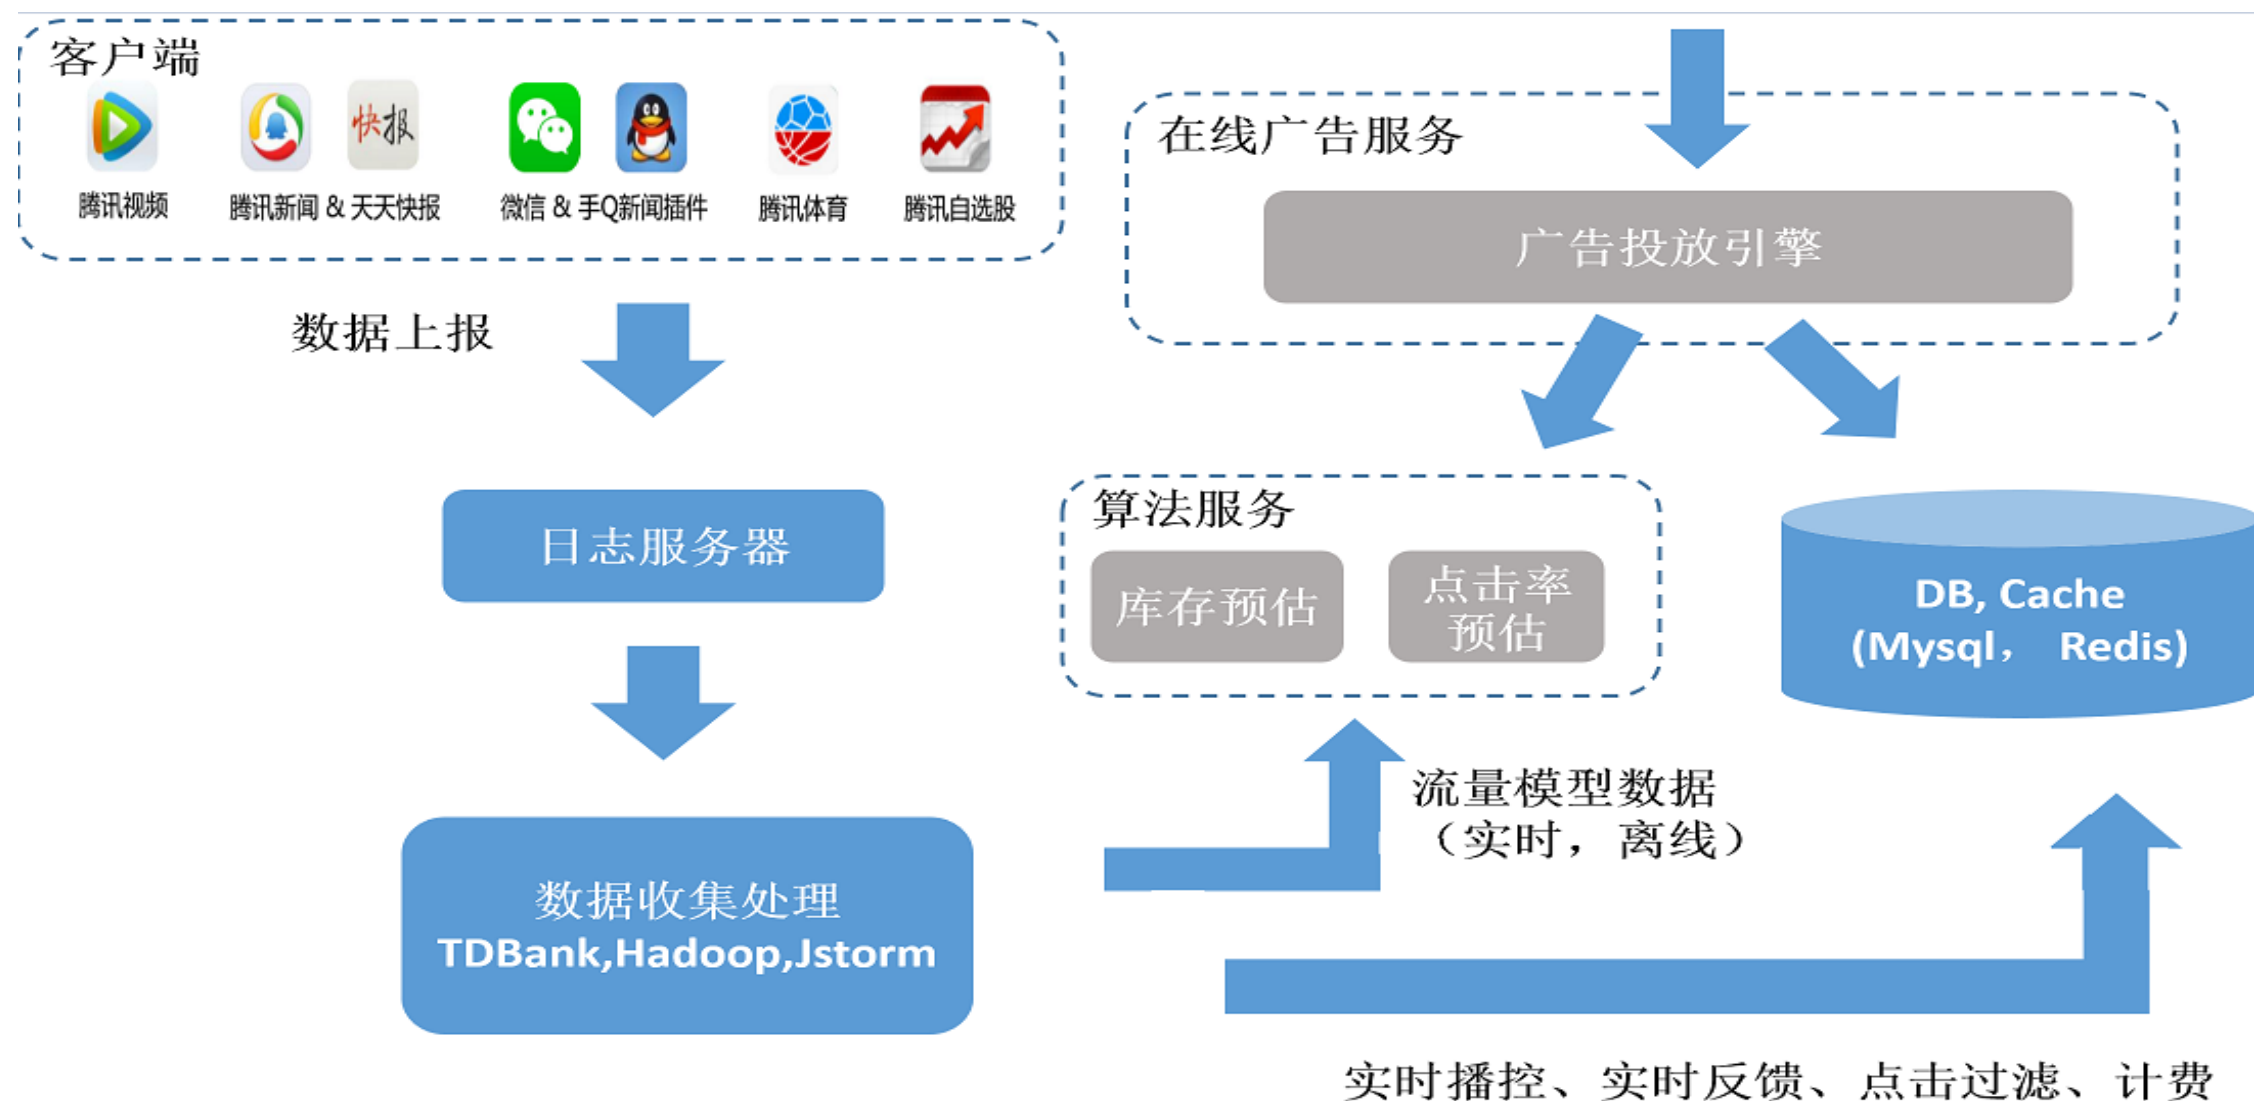 客户端
快报
腾讯视频
腾讯新闻 & 天天快报
微信 & 手Q新闻插件
腾讯体育
腾讯自选股
数据上报
日志服务器
数据收集处理
TDBank,Hadoop,Jstorm
在线广告服务
广告投放引擎
算法服务
库存预估
点击率
预估
DB, Cache
(Mysql， Redis)
流量模型数据
（实时，离线）
实时播控、实时反馈、点击过滤、计费